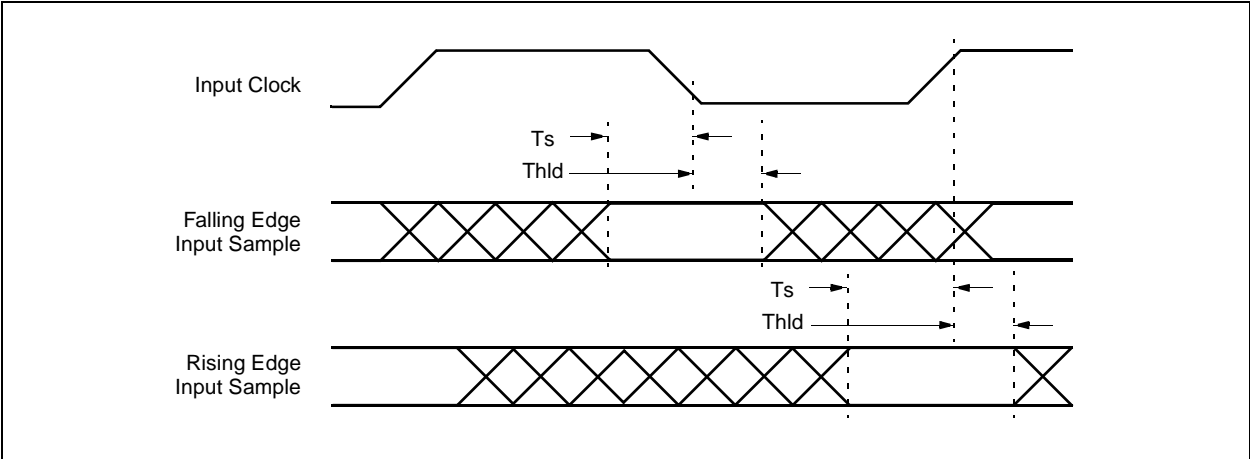 Input Clock
Ts
Thld
Falling Edge
Input Sample
Ts
Thld
Rising Edge
Input Sample